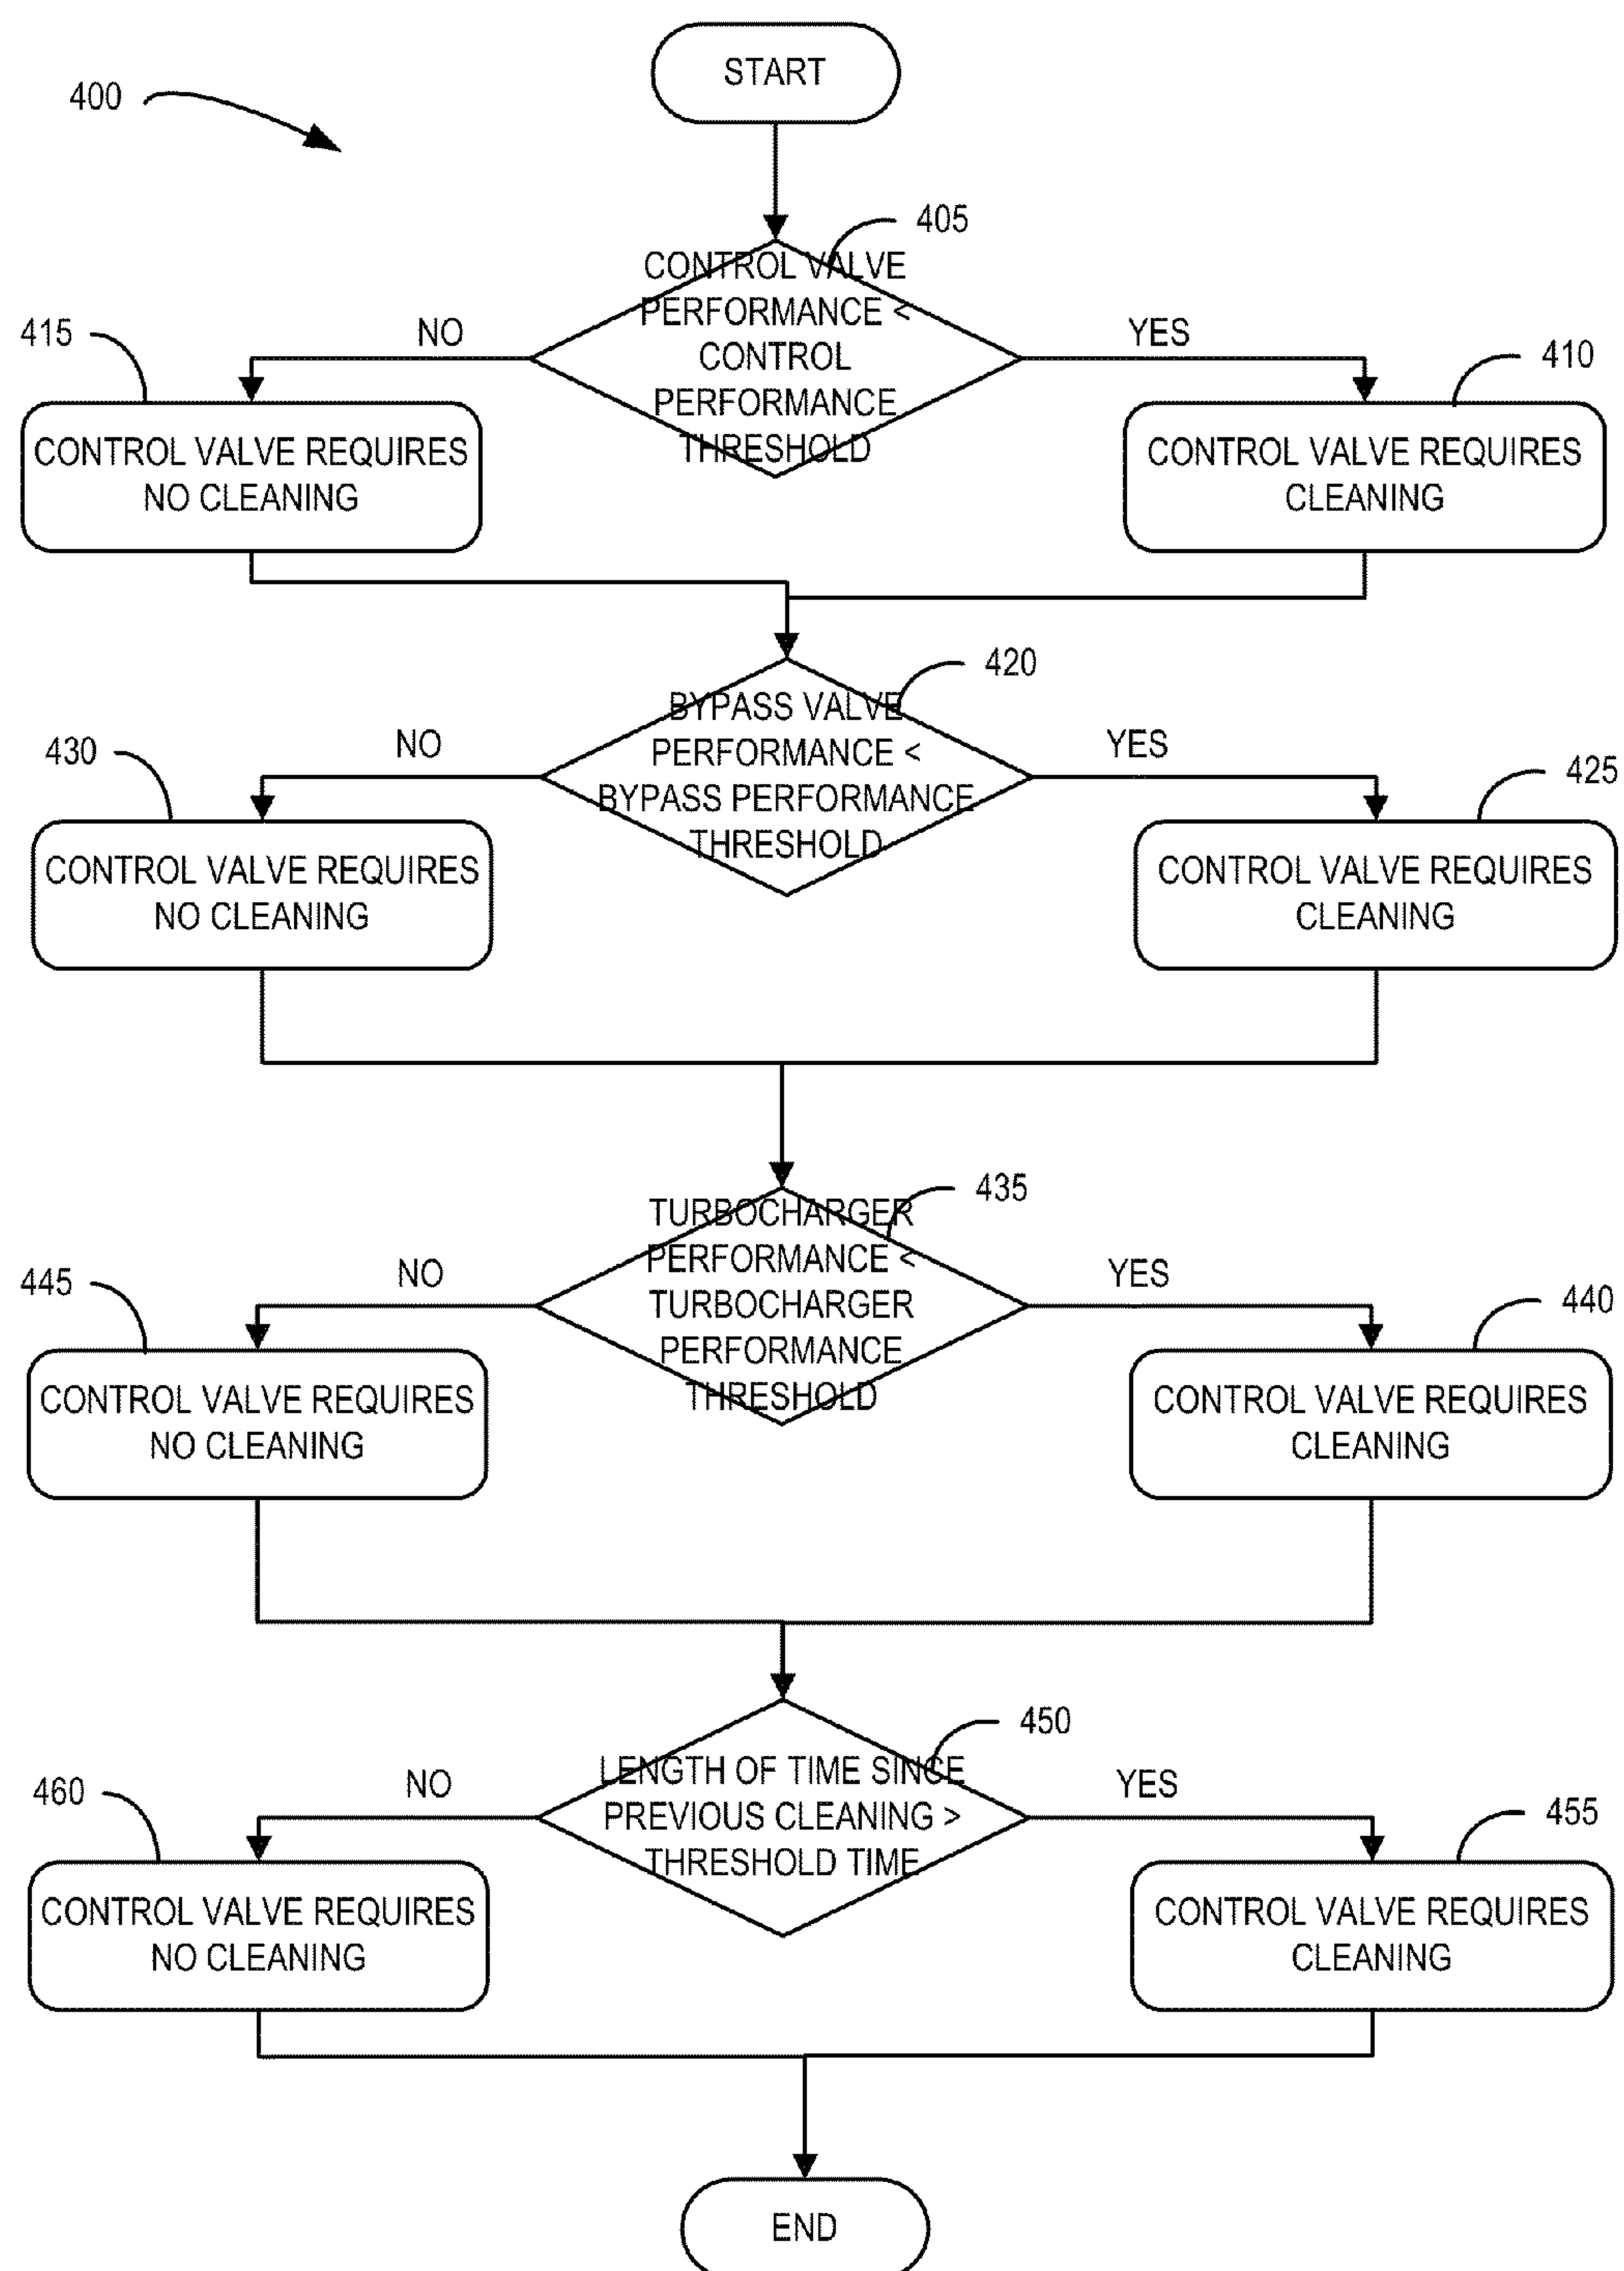 START
400
405
CONTROL VALVE
PERFORMANCE <
CONTROL
PERFORMANCE
THRESHOLD
NO
YES
415
410
CONTROL VALVE REQUIRES
NO CLEANING
CONTROL VALVE REQUIRES
CLEANING
420
BYPASS VALVE
PERFORMANCE <
BYPASS PERFORMANCE
THRESHOLD
NO
YES
430
425
CONTROL VALVE REQUIRES
NO CLEANING
CONTROL VALVE REQUIRES
CLEANING
435
TURBOCHARGER
PERFORMANCE <
TURBOCHARGER
PERFORMANCE
THRESHOLD
NO
YES
445
440
CONTROL VALVE REQUIRES
NO CLEANING
CONTROL VALVE REQUIRES
CLEANING
450
LENGTH OF TIME SINCE
PREVIOUS CLEANING >
THRESHOLD TIME
NO
YES
460
455
CONTROL VALVE REQUIRES
NO CLEANING
CONTROL VALVE REQUIRES
CLEANING
END